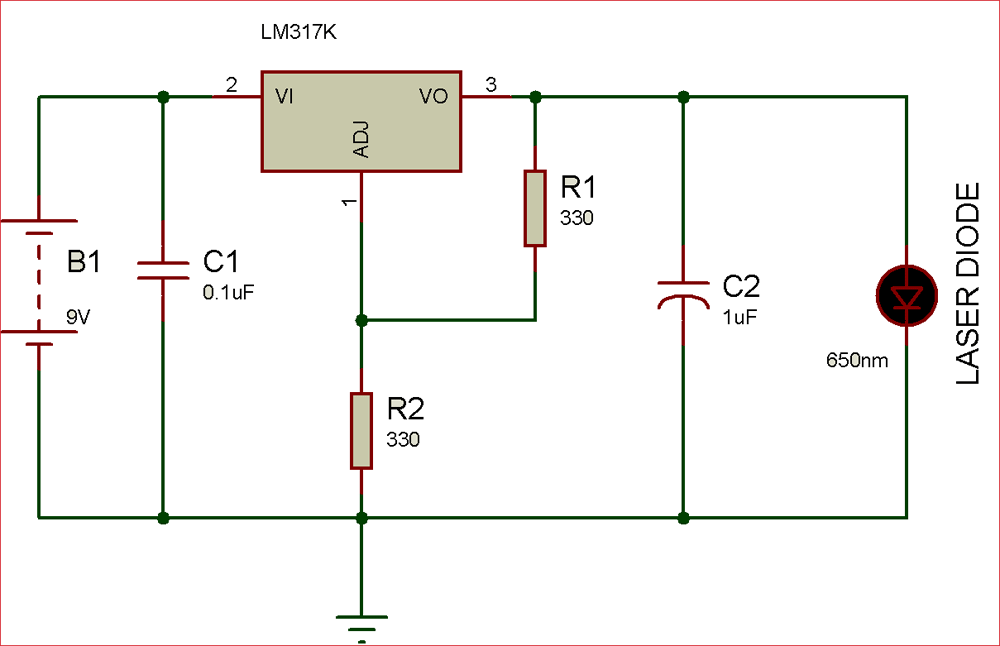 LM317K
2
VI
VO
3
ADJ
1
R1
330
B1
9V
C1
0.1uF
C2
1uF
LASER DIODE
650nm
R2
330